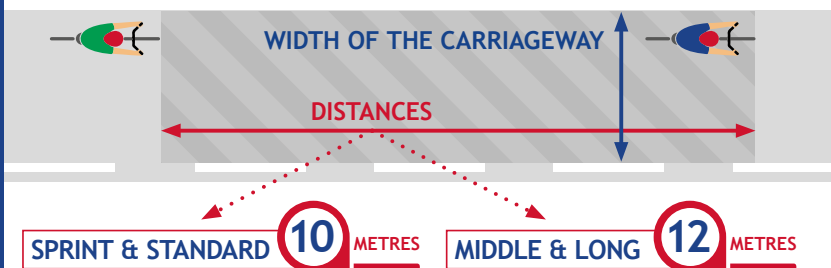 WIDTH OF THE CARRIAGEWAY
DISTANCES
SPRINT & STANDARD 10 METRES
MIDDLE & LONG 12 METRES